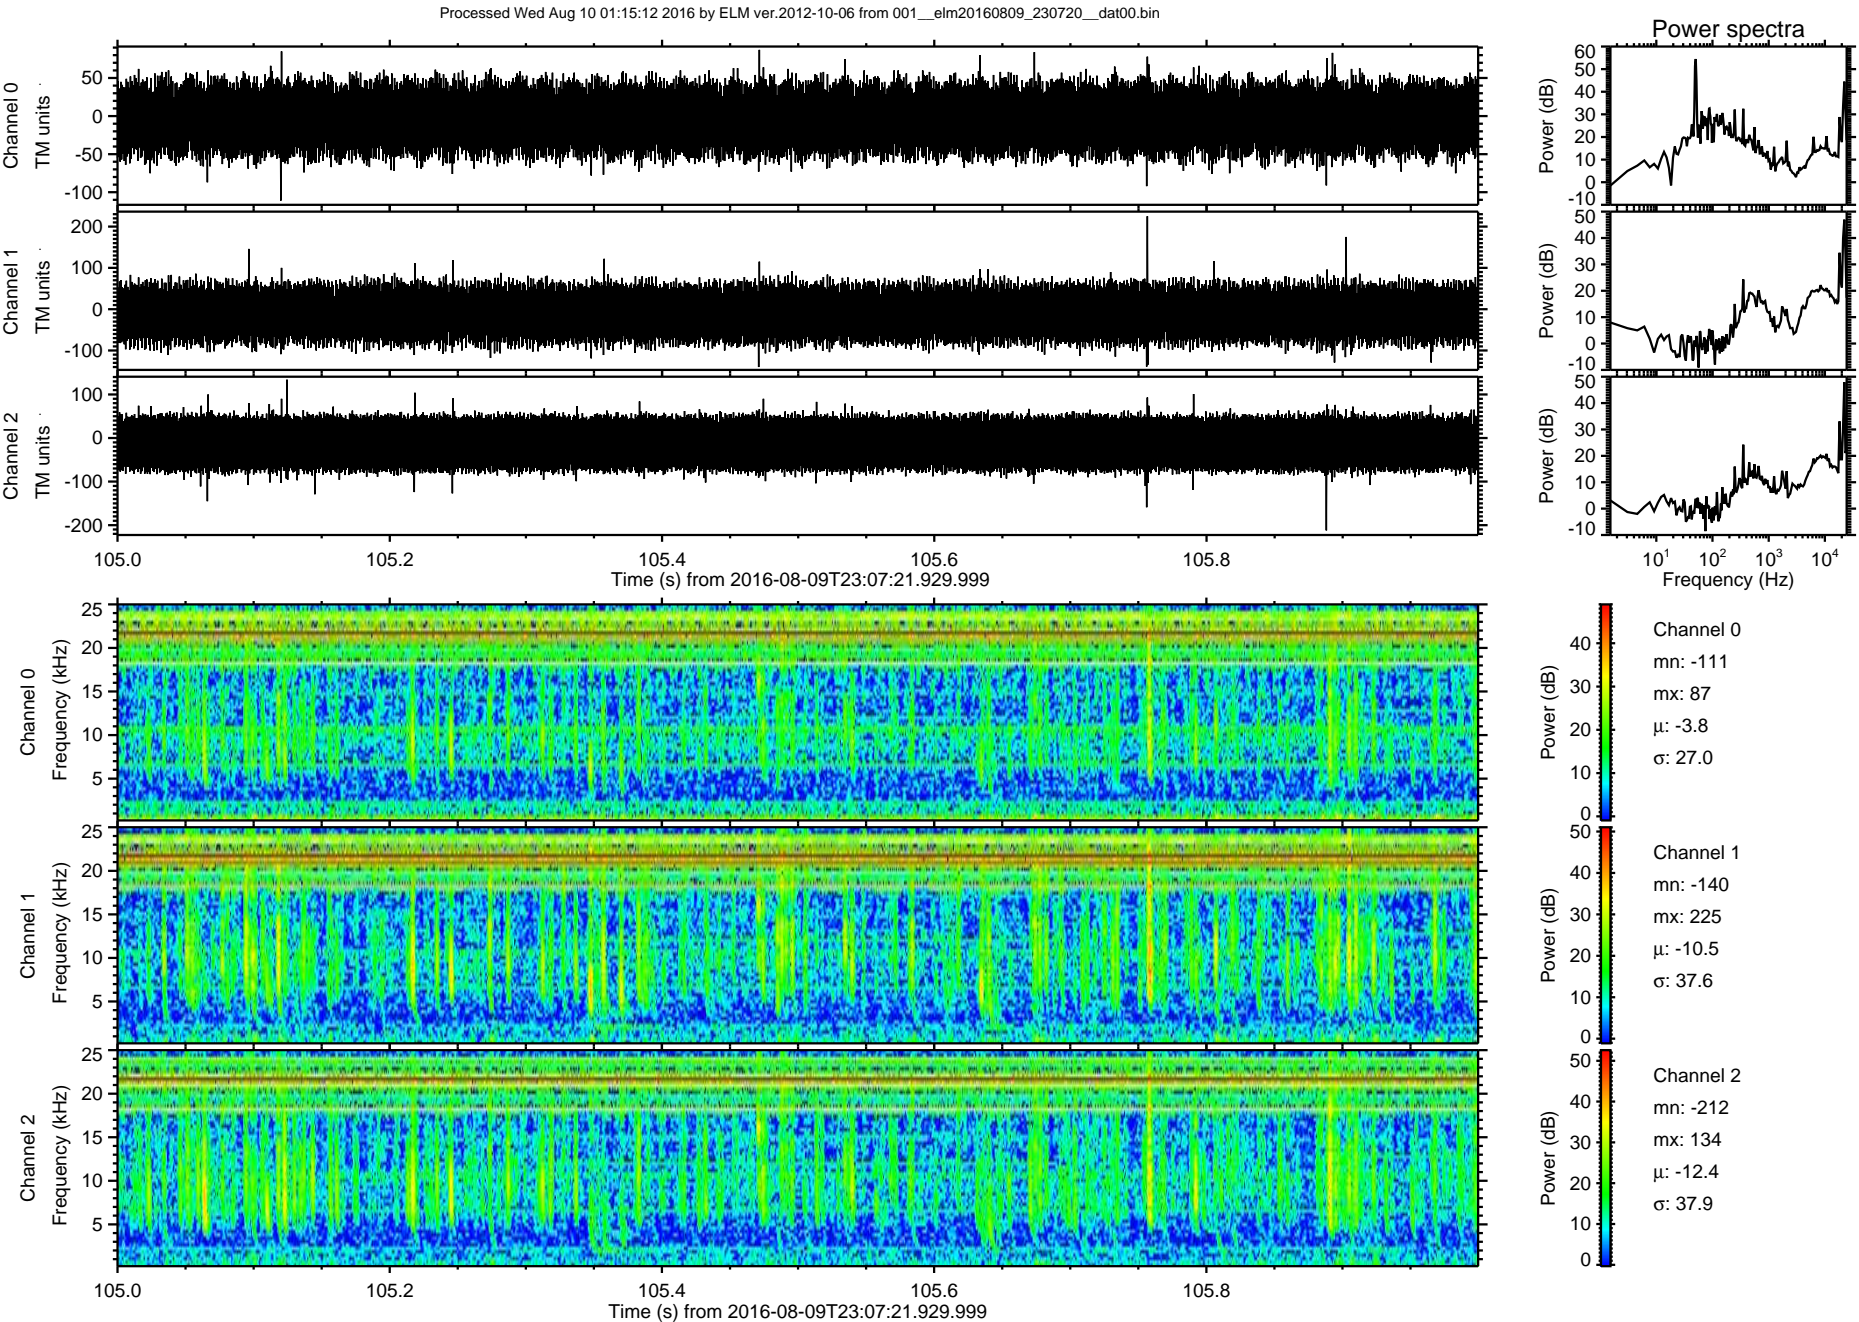 Processed Wed Aug 10 01:15:12 2016 by ELM ver.2012-10-06 from 001__elm20160809_230720__dat00.bin
Power spectra
Channel 0
TM units
50
0
-50
-100
Power (dB)
60
50
40
30
20
10
0
-10
Channel 1
TM units
200
100
0
-100
Power (dB)
50
40
30
20
10
0
-10
Channel 2
TM units
100
0
-100
-200
Power (dB)
50
40
30
20
10
0
-10
105.0 105.2 105.4 105.6 105.8
Time (s) from 2016-08-09T23:07:21.929.999
10¹ 10² 10³ 10⁴
Frequency (Hz)
Channel 0
Frequency (kHz)
25
20
15
10
5
Power (dB)
40
30
20
10
0
Channel 0
mn: -111
mx: 87
µ: -3.8
σ: 27.0
Channel 1
Frequency (kHz)
25
20
15
10
5
Power (dB)
50
40
30
20
10
0
Channel 1
mn: -140
mx: 225
µ: -10.5
σ: 37.6
Channel 2
Frequency (kHz)
25
20
15
10
5
Power (dB)
50
40
30
20
10
0
Channel 2
mn: -212
mx: 134
µ: -12.4
σ: 37.9
105.0 105.2 105.4 105.6 105.8
Time (s) from 2016-08-09T23:07:21.929.999